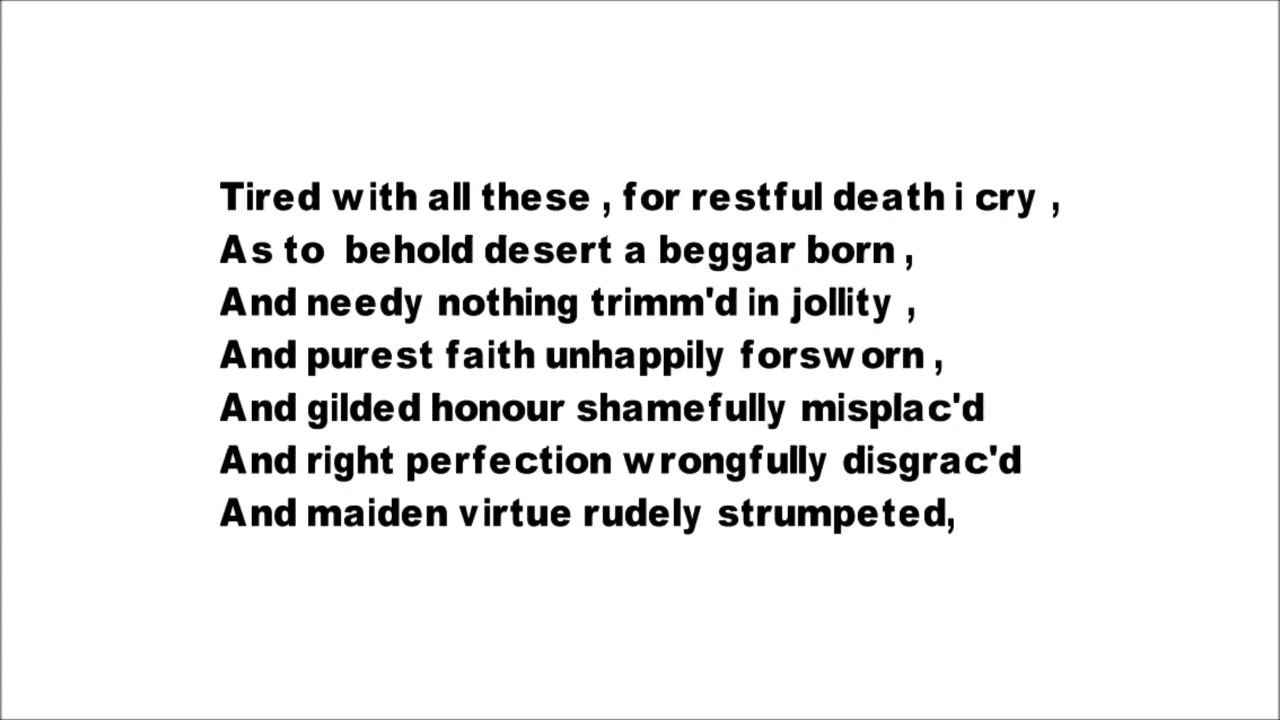 Tired with all these , for restful death i cry ,
As to behold desert a beggar born ,
And needy nothing trimm'd in jollity ,
And purest faith unhappily forsworn ,
And gilded honour shamefully misplac'd
And right perfection wrongfully disgrac'd
And maiden virtue rudely strumpeted,